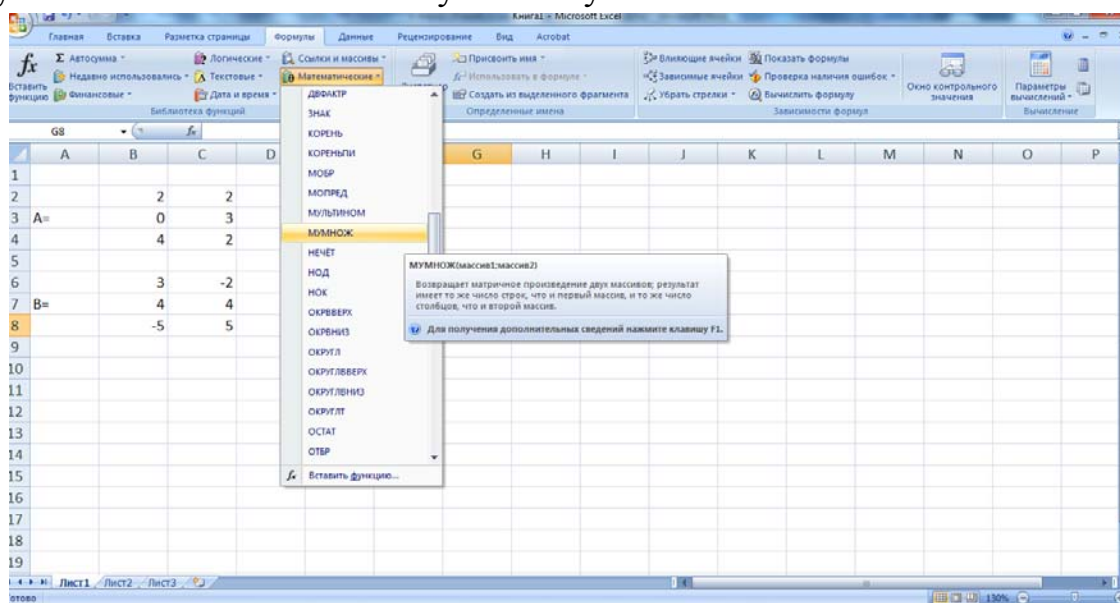 Книга1 - Microsoft Excel
Главная Вставка Разметка страницы Формулы Данные Рецензирование Вид Acrobat
fx Σ Автосумма Логические Ссылки и массивы Присвоить имя Влияющие ячейки Показать формулы
Недавно использовались Текстовые Математические Использовать в формуле Зависимые ячейки Проверка наличия ошибок
Вставить функцию Финансовые Дата и время Создать из выделенного фрагмента Убрать стрелки Вычислить формулу Окно контрольного значения Параметры вычислений
Библиотека функций Определенные имена Зависимости формул Вычисление
G8 fx
A B C D G H I J K L M N O P
1
2 2 2
3 A= 0 3
4 4 2
5
6 3 -2
7 B= 4 4
8 -5 5
9
10
11
12
13
14
15
16
17
18
19
ДВФАКТР
ЗНАК
КОРЕНЬ
КОРЕНЬПИ
МОБР
МОПРЕД
МУЛЬТИНОМ
МУМНОЖ
НЕЧЁТ
НОД
НОК
ОКРВВЕРХ
ОКРВНИЗ
ОКРУГЛ
ОКРУГЛВВЕРХ
ОКРУГЛВНИЗ
ОКРУГЛТ
ОСТАТ
ОТБР
fx Вставить функцию...
МУМНОЖ(массив1;массив2)
Возвращает матричное произведение двух массивов; результат
имеет то же число строк, что и первый массив, и то же число
столбцов, что и второй массив.
Для получения дополнительных сведений нажмите клавишу F1.
Лист1 Лист2 Лист3
130%